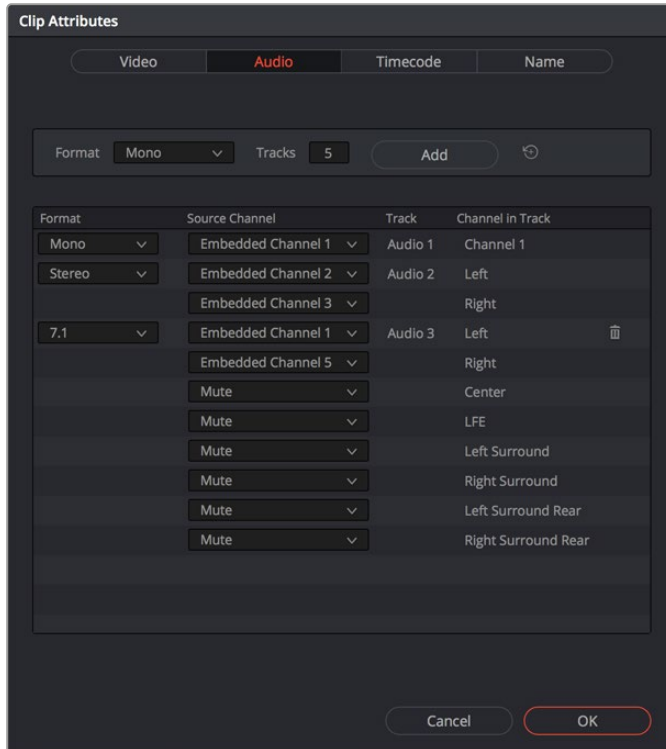 Clip Attributes
Video Audio Timecode Name
Format Mono Tracks 5 Add
Format Source Channel Track Channel in Track
Mono Embedded Channel 1 Audio 1 Channel 1
Stereo Embedded Channel 2 Audio 2 Left
Embedded Channel 3 Right
7.1 Embedded Channel 1 Audio 3 Left
Embedded Channel 5 Right
Mute Center
Mute LFE
Mute Left Surround
Mute Right Surround
Mute Left Surround Rear
Mute Right Surround Rear
Cancel OK